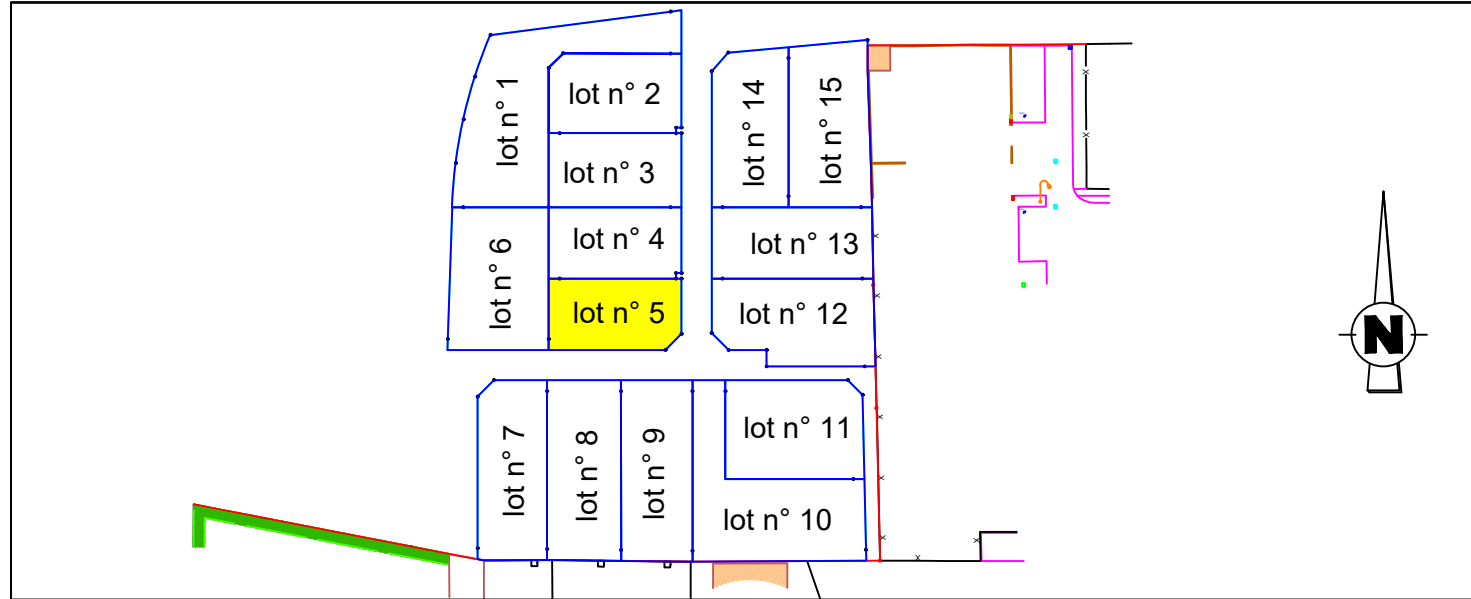 lot n° 1
lot n° 2
lot n° 3
lot n° 4
lot n° 5
lot n° 6
lot n° 14
lot n° 15
lot n° 13
lot n° 12
lot n° 7
lot n° 8
lot n° 9
lot n° 11
lot n° 10
N